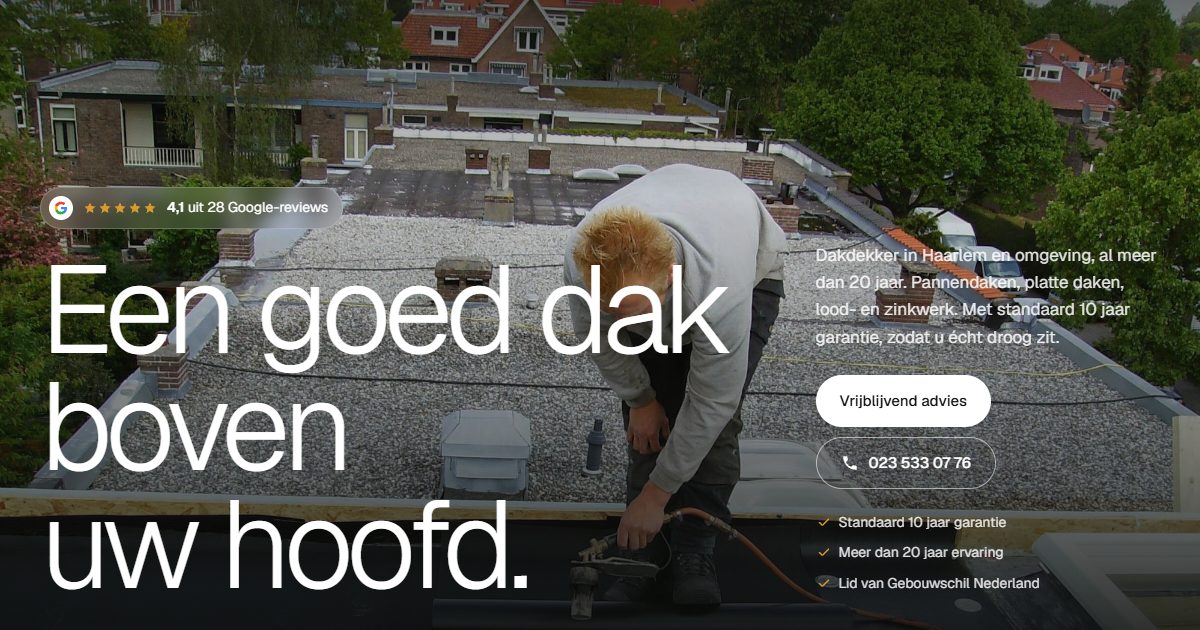 4,1 uit 28 Google-reviews
Een goed dak
boven
uw hoofd.
Dakdekker in Haarlem en omgeving, al meer
dan 20 jaar. Pannendaken, platte daken,
lood- en zinkwerk. Met standaard 10 jaar
garantie, zodat u écht droog zit.
Vrijblijvend advies
023 533 07 76
Standaard 10 jaar garantie
Meer dan 20 jaar ervaring
Lid van Gebouwschil Nederland